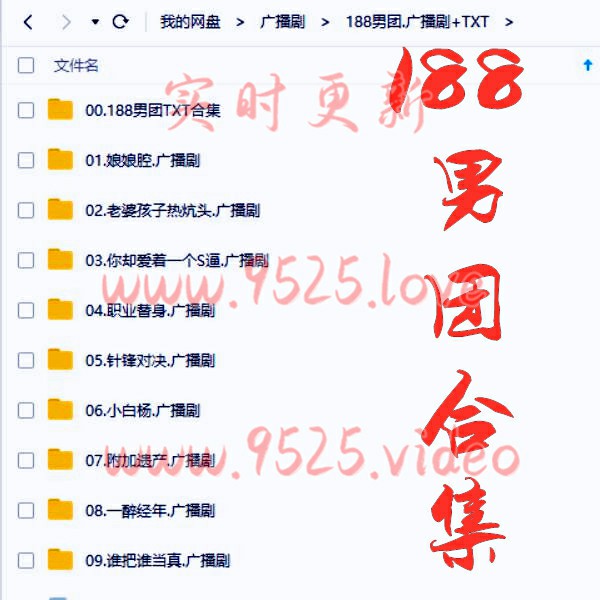 我的网盘 > 广播剧 > 188男团.广播剧+TXT >
文件名
实时更新
188男团合集
00.188男团TXT合集
01.娘娘腔.广播剧
02.老婆孩子热炕头.广播剧
03.你却爱着一个S逼.广播剧
www.9525.love
04.职业替身.广播剧
05.针锋对决.广播剧
06.小白杨.广播剧
www.9525.video
07.附加遗产.广播剧
08.一醉经年.广播剧
09.谁把谁当真.广播剧